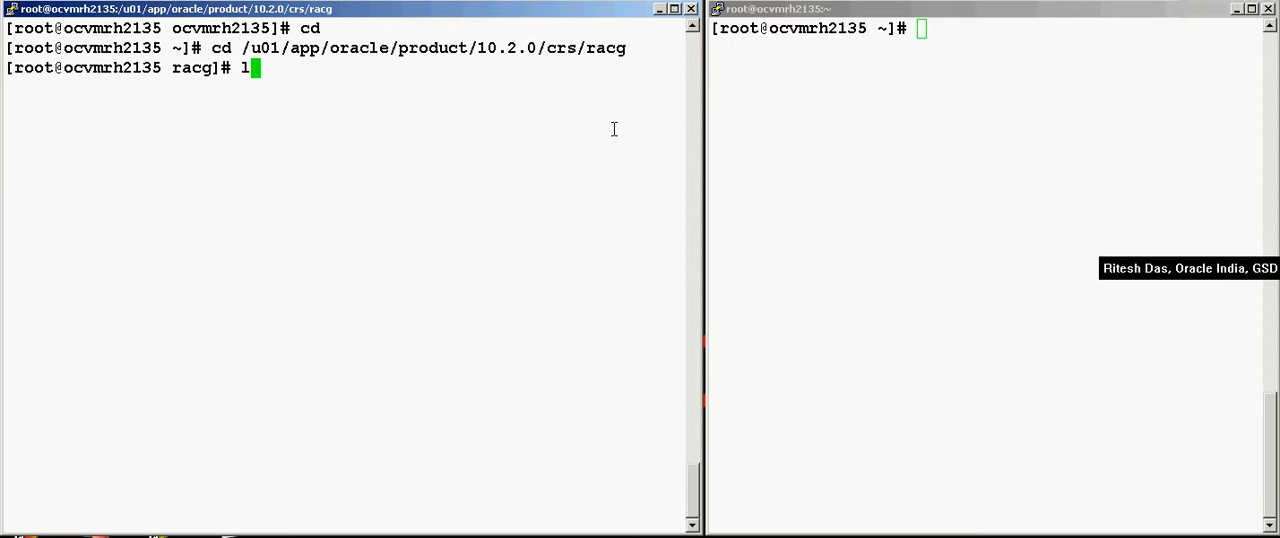 root@ocvmrh2135:/u01/app/oracle/product/10.2.0/crs/racg
[root@ocvmrh2135 ocvmrh2135]# cd
[root@ocvmrh2135 ~]# cd /u01/app/oracle/product/10.2.0/crs/racg
[root@ocvmrh2135 racg]# l
root@ocvmrh2135:~
[root@ocvmrh2135 ~]#
Ritesh Das, Oracle India, GSD